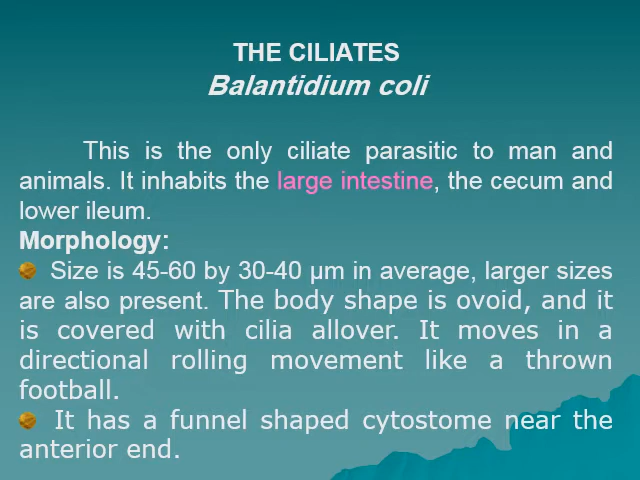 THE CILIATES
Balantidium coli
This is the only ciliate parasitic to man and
animals. It inhabits the large intestine, the cecum and
lower ileum.
Morphology:
Size is 45-60 by 30-40 µm in average, larger sizes
are also present. The body shape is ovoid, and it
is covered with cilia allover. It moves in a
directional rolling movement like a thrown
football.
It has a funnel shaped cytostome near the
anterior end.